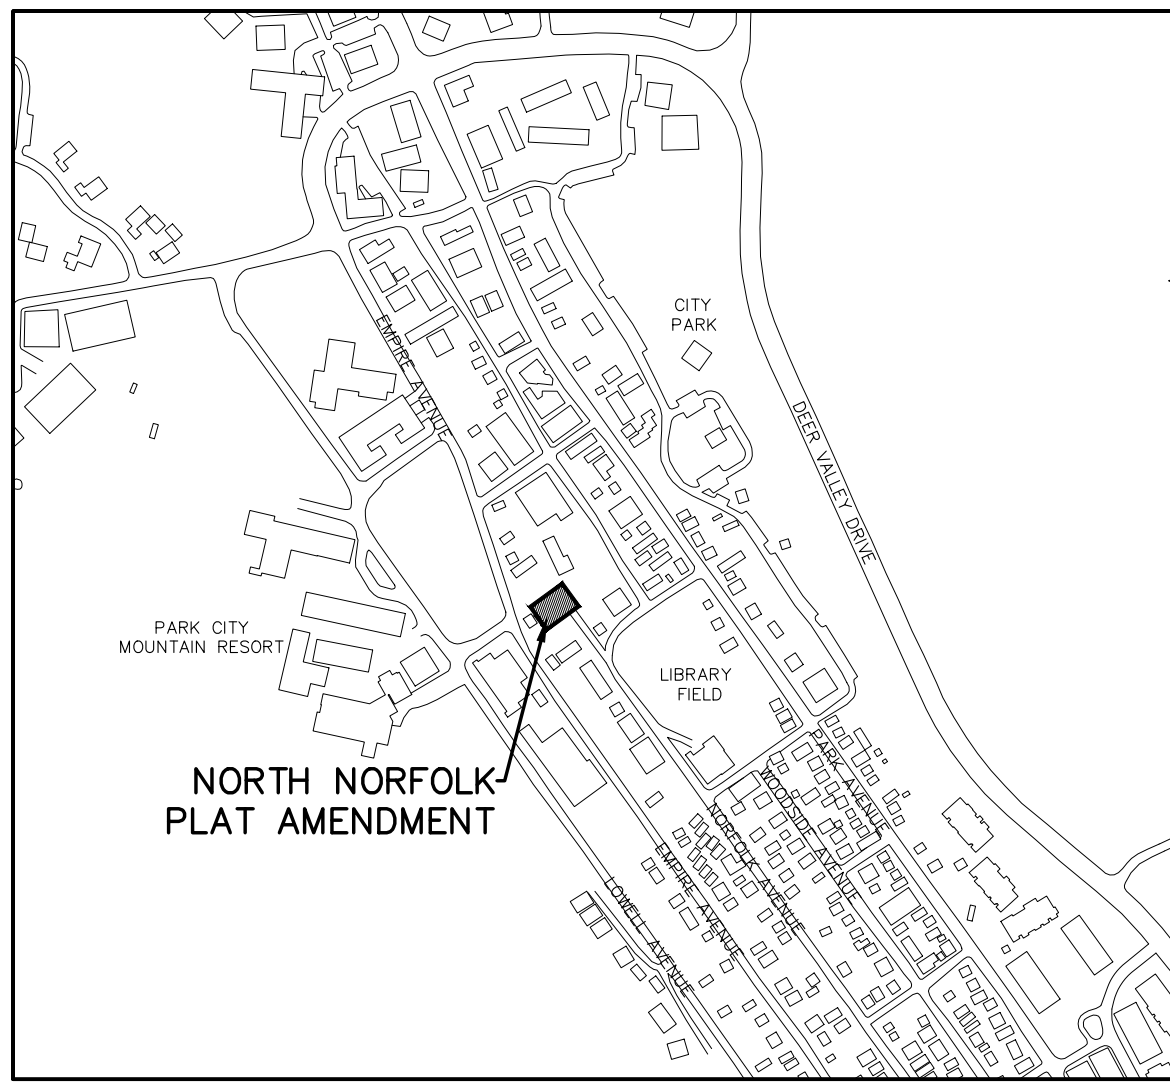 CITY
PARK
EMPIRE AVENUE
DEER VALLEY DRIVE
PARK CITY
MOUNTAIN RESORT
LIBRARY
FIELD
NORTH NORFOLK
PLAT AMENDMENT
PARK AVENUE
WOODSIDE AVENUE
NORFOLK AVENUE
EMPIRE AVENUE
LOWELL AVENUE